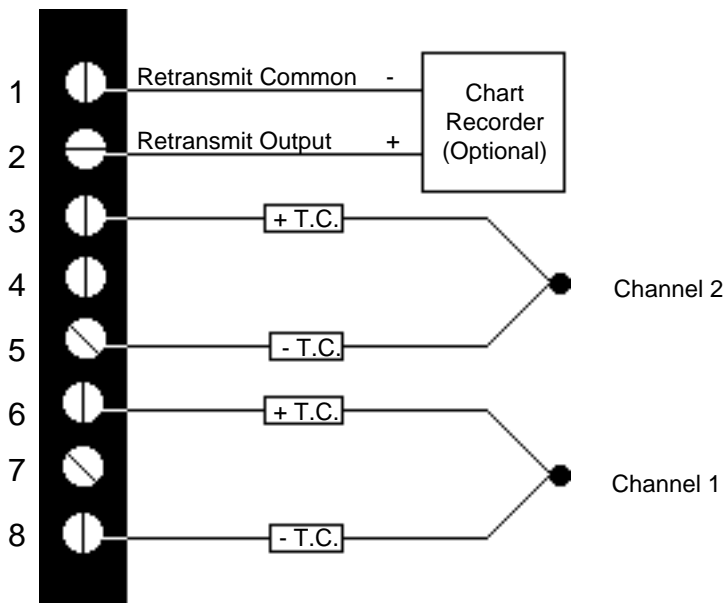 1
Retransmit Common -
Chart
Recorder
(Optional)
2
Retransmit Output +
3
+ T.C.
4
Channel 2
5
- T.C.
6
+ T.C.
7
Channel 1
8
- T.C.